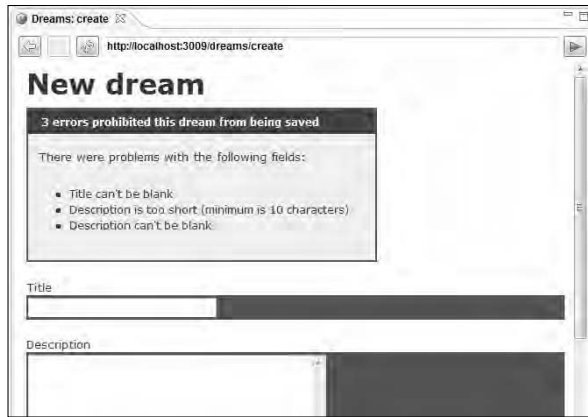 Dreams: create
http://localhost:3009/dreams/create
New dream
3 errors prohibited this dream from being saved
There were problems with the following fields:
Title can't be blank
Description is too short (minimum is 10 characters)
Description can't be blank
Title
Description